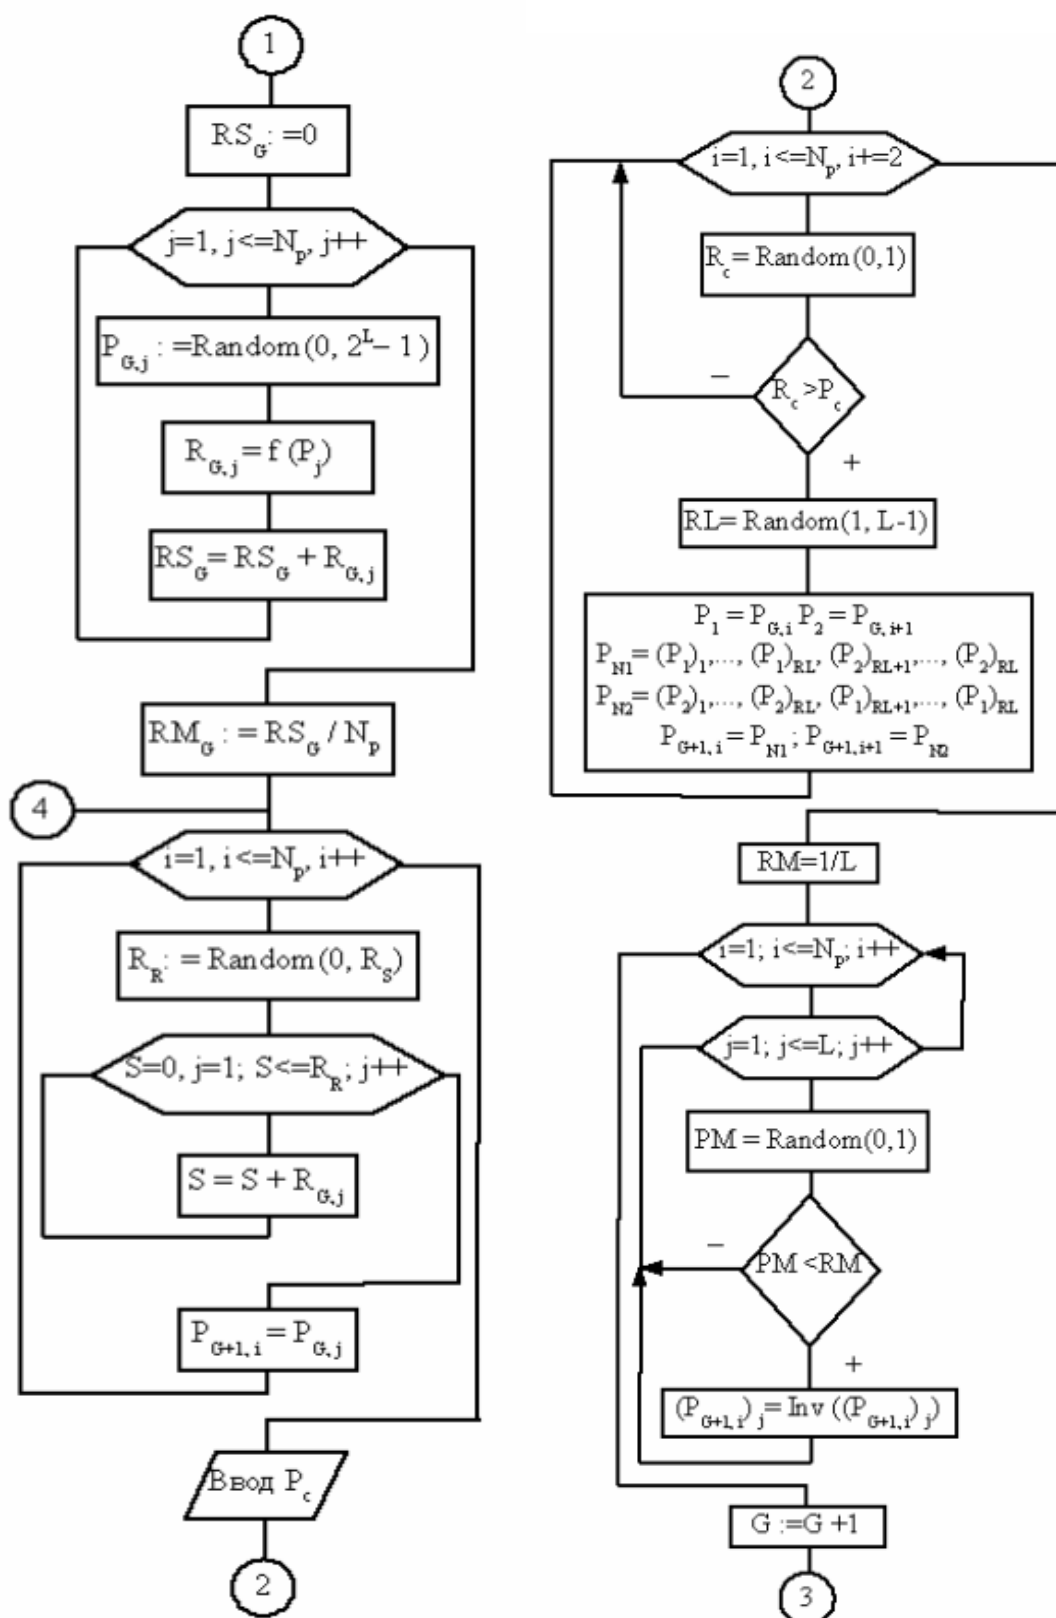 1
RS_G: =0
j=1, j<=N_p, j++
P_G,j : =Random(0, 2^L- 1)
R_G,j = f (P_j)
RS_G = RS_G + R_G,j
RM_G : = RS_G / N_p
4
i=1, i<=N_p, i++
R_R: = Random(0, R_S)
S=0, j=1; S<=R_R; j++
S = S + R_G,j
P_G+1,i = P_G,j
Ввод P_c
2
2
i=1, i<=N_p, i+=2
R_c = Random(0,1)
R_c >P_c
–
+
RL= Random(1, L-1)
P_1 = P_G,i P_2 = P_G,i+1
P_N1= (P_1)_1,..., (P_1)_RL, (P_2)_RL+1,..., (P_2)_RL
P_N2= (P_2)_1,..., (P_2)_RL, (P_1)_RL+1,..., (P_1)_RL
P_G+1,i = P_N1 ; P_G+1,i+1 = P_N2
RM=1/L
i=1; i<=N_p; i++
j=1; j<=L; j++
PM = Random(0,1)
–
PM <RM
+
(P_G+1,i)_j = Inv ((P_G+1,i)_j)
G :=G +1
3